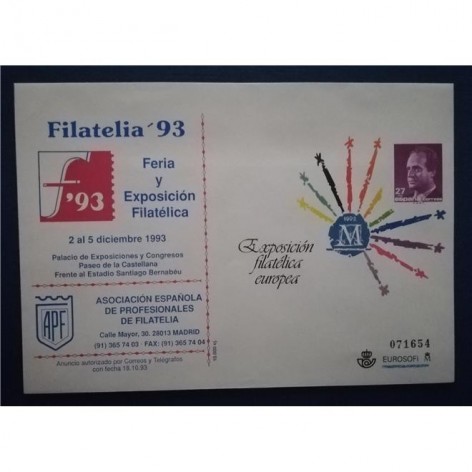 Filatelia ´93
f'93
Feria
y
Exposición
Filatélica
2 al 5 diciembre 1993
Palacio de Exposiciones y Congresos
Paseo de la Castellana
Frente al Estadio Santiago Bernabéu
APF
ASOCIACIÓN ESPAÑOLA
DE PROFESIONALES
DE FILATELIA
Calle Mayor, 30. 28013 MADRID
(91) 365 74 03 · FAX: (91) 365 74 04
Anuncio autorizado por Correos y Telégrafos
con fecha 18.10.93
M
Exposición
filatélica
europea
27
españa
071654
EUROSOFI